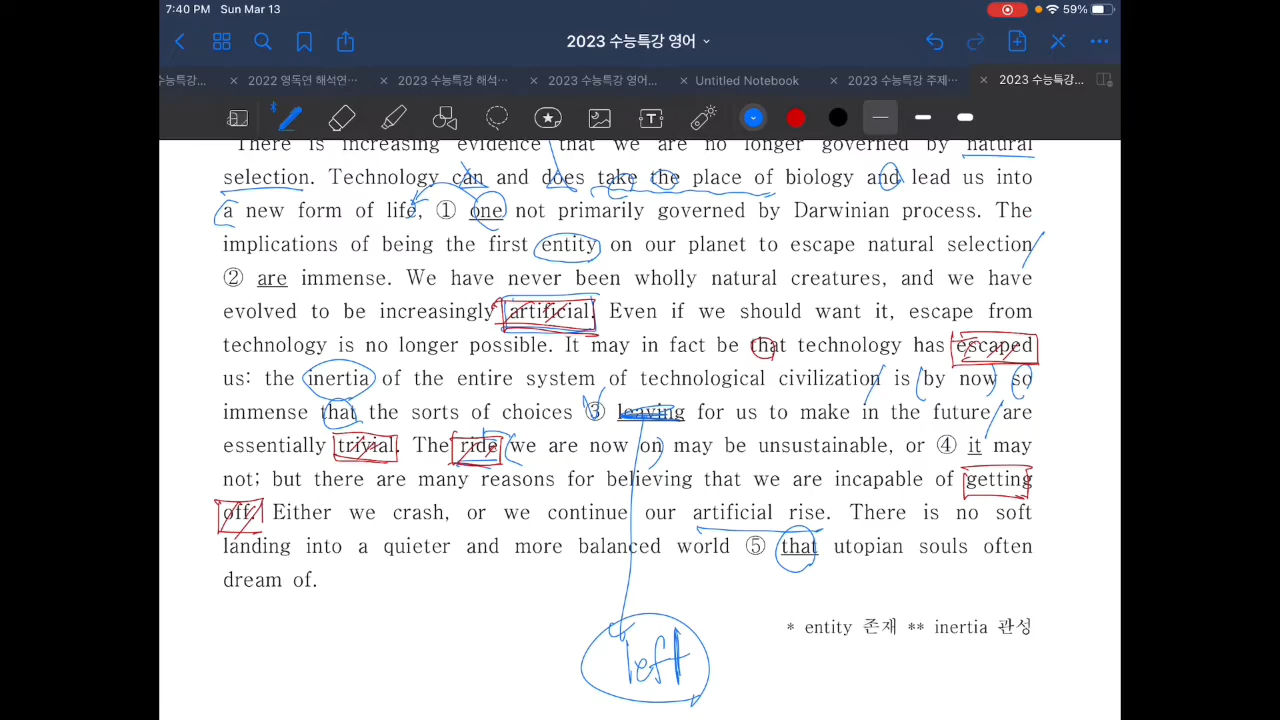 7:40 PM Sun Mar 13
59%
2023 수능특강 영어
수능특강...
2022 영독연 해석연...
2023 수능특강 해석...
2023 수능특강 영어...
Untitled Notebook
2023 수능특강 주제...
2023 수능특강...
There is increasing evidence that we are no longer governed by natural
selection. Technology can and does take the place of biology and lead us into
a new form of life, ① one not primarily governed by Darwinian process. The
implications of being the first entity on our planet to escape natural selection
② are immense. We have never been wholly natural creatures, and we have
evolved to be increasingly artificial. Even if we should want it, escape from
technology is no longer possible. It may in fact be that technology has escaped
us: the inertia of the entire system of technological civilization is by now so
immense that the sorts of choices ③ leaving for us to make in the future are
essentially trivial. The ride we are now on may be unsustainable, or ④ it may
not; but there are many reasons for believing that we are incapable of getting
off. Either we crash, or we continue our artificial rise. There is no soft
landing into a quieter and more balanced world ⑤ that utopian souls often
dream of.
* entity 존재 ** inertia 관성
left